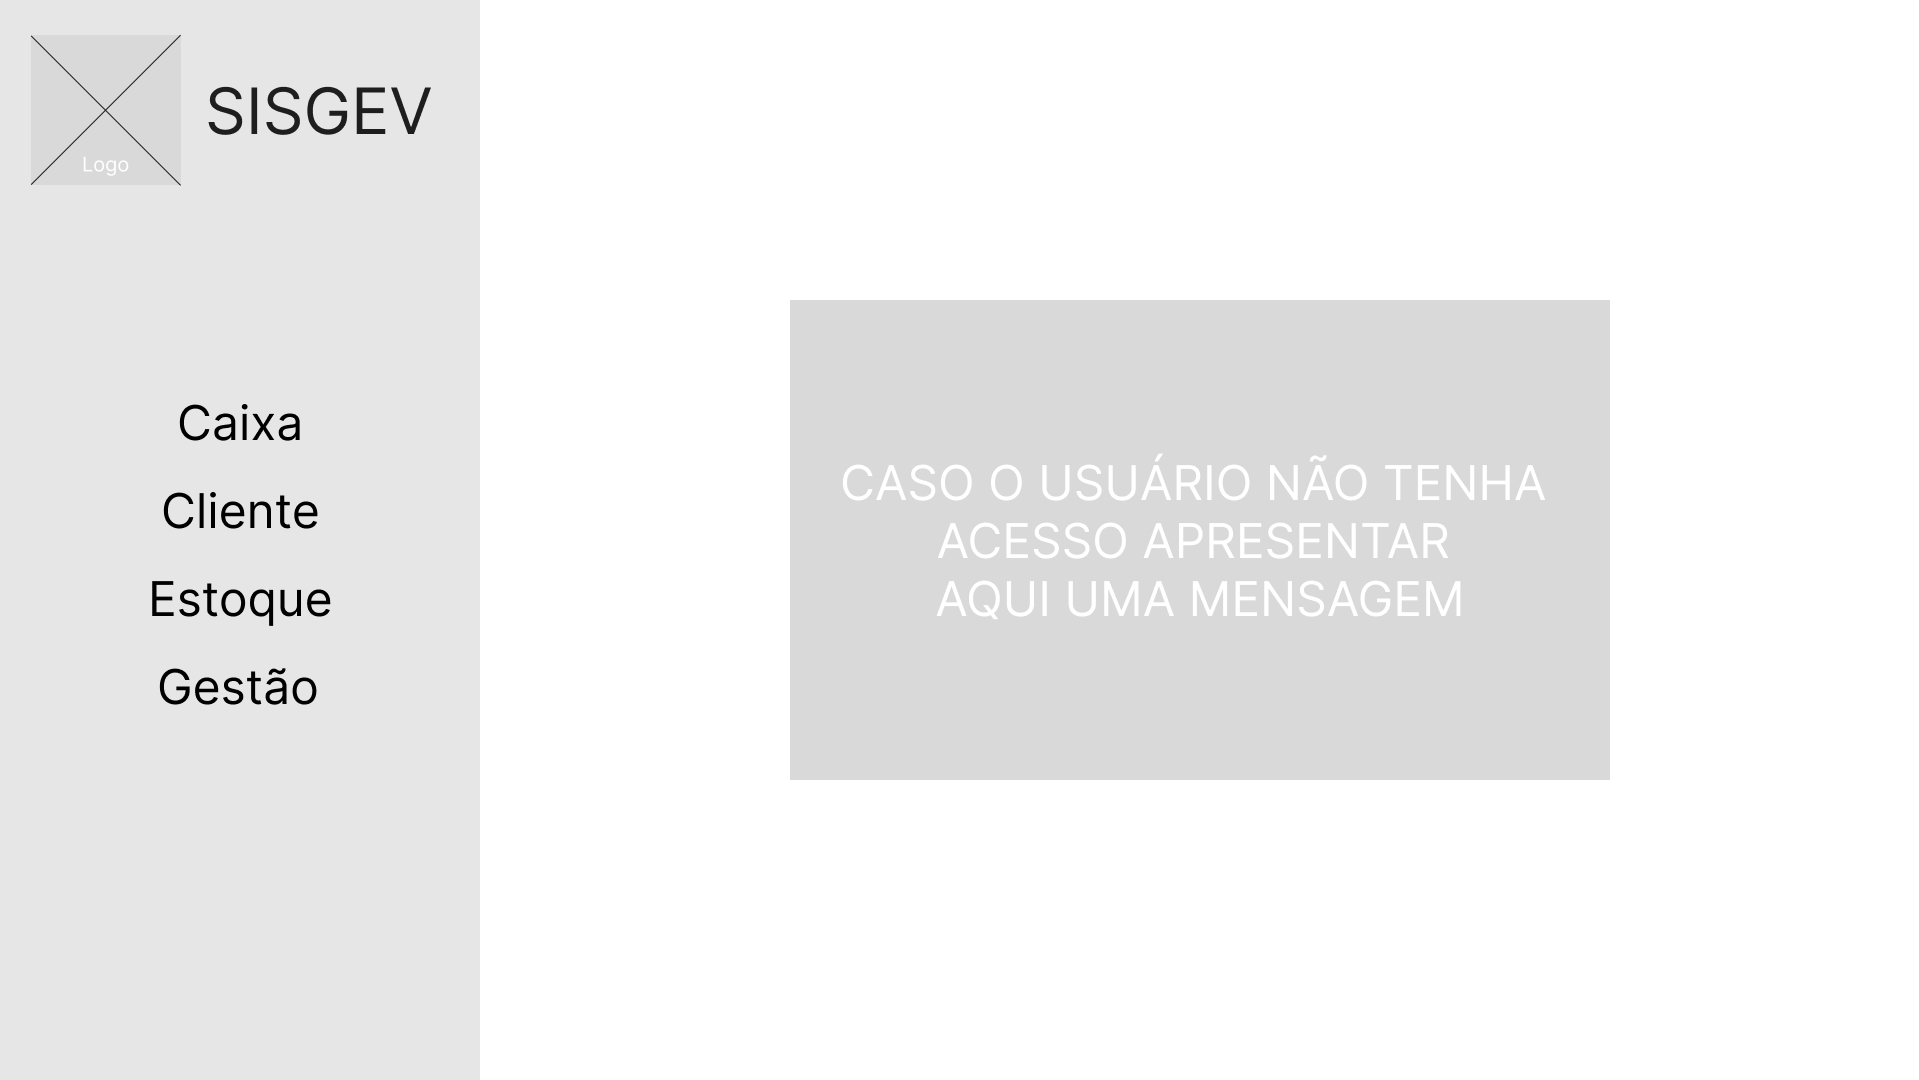 Logo
SISGEV
Caixa
Cliente
Estoque
Gestão
CASO O USUÁRIO NÃO TENHA
ACESSO APRESENTAR
AQUI UMA MENSAGEM